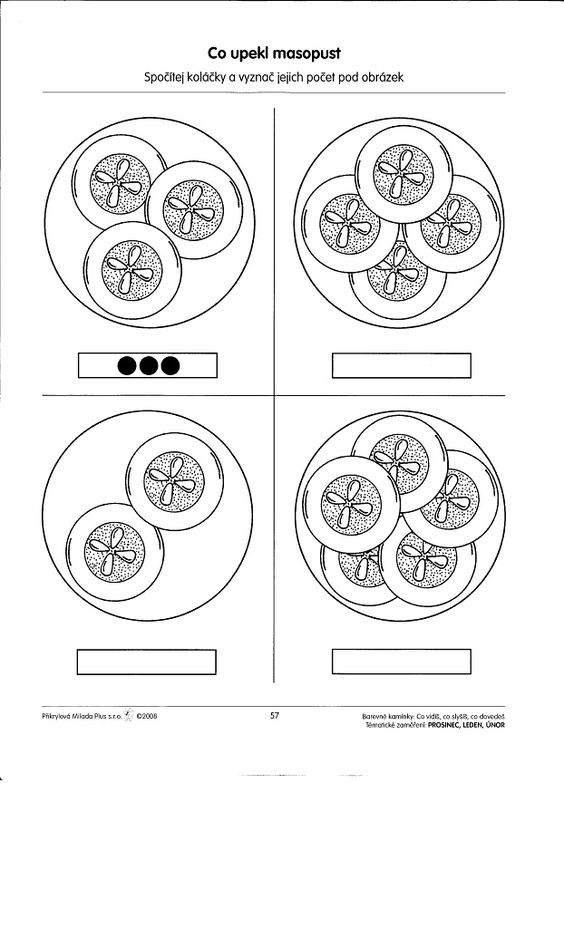 Co upekl masopust
Spočítej koláčky a vyznač jejich počet pod obrázek
Přikrylová Milada Plus s.r.o. ©2008
57
Barevné kamínky: Co vidíš, co slyšíš, co dovedeš
Tématické zaměření: PROSINEC, LEDEN, ÚNOR